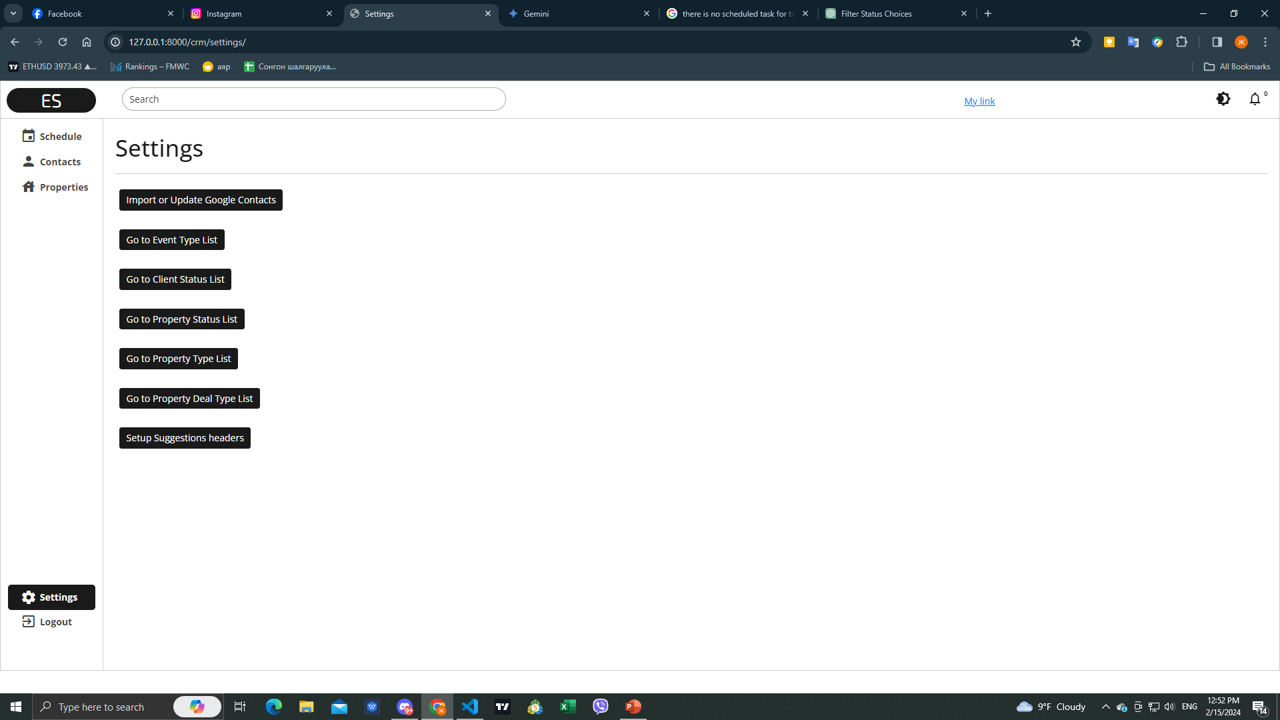 Facebook
Instagram
Settings
Gemini
there is no scheduled task for t
Filter Status Choices
127.0.0.1:8000/crm/settings/
Ж
ETHUSD 3973.43 ▲...
Rankings – FMWC
аяр
Сонгон шалгаруула...
All Bookmarks
ES
Search
My link
0
Schedule
Contacts
Properties
Settings
Import or Update Google Contacts
Go to Event Type List
Go to Client Status List
Go to Property Status List
Go to Property Type List
Go to Property Deal Type List
Setup Suggestions headers
Settings
Logout
Type here to search
9°F Cloudy
ENG
12:52 PM
2/15/2024
14